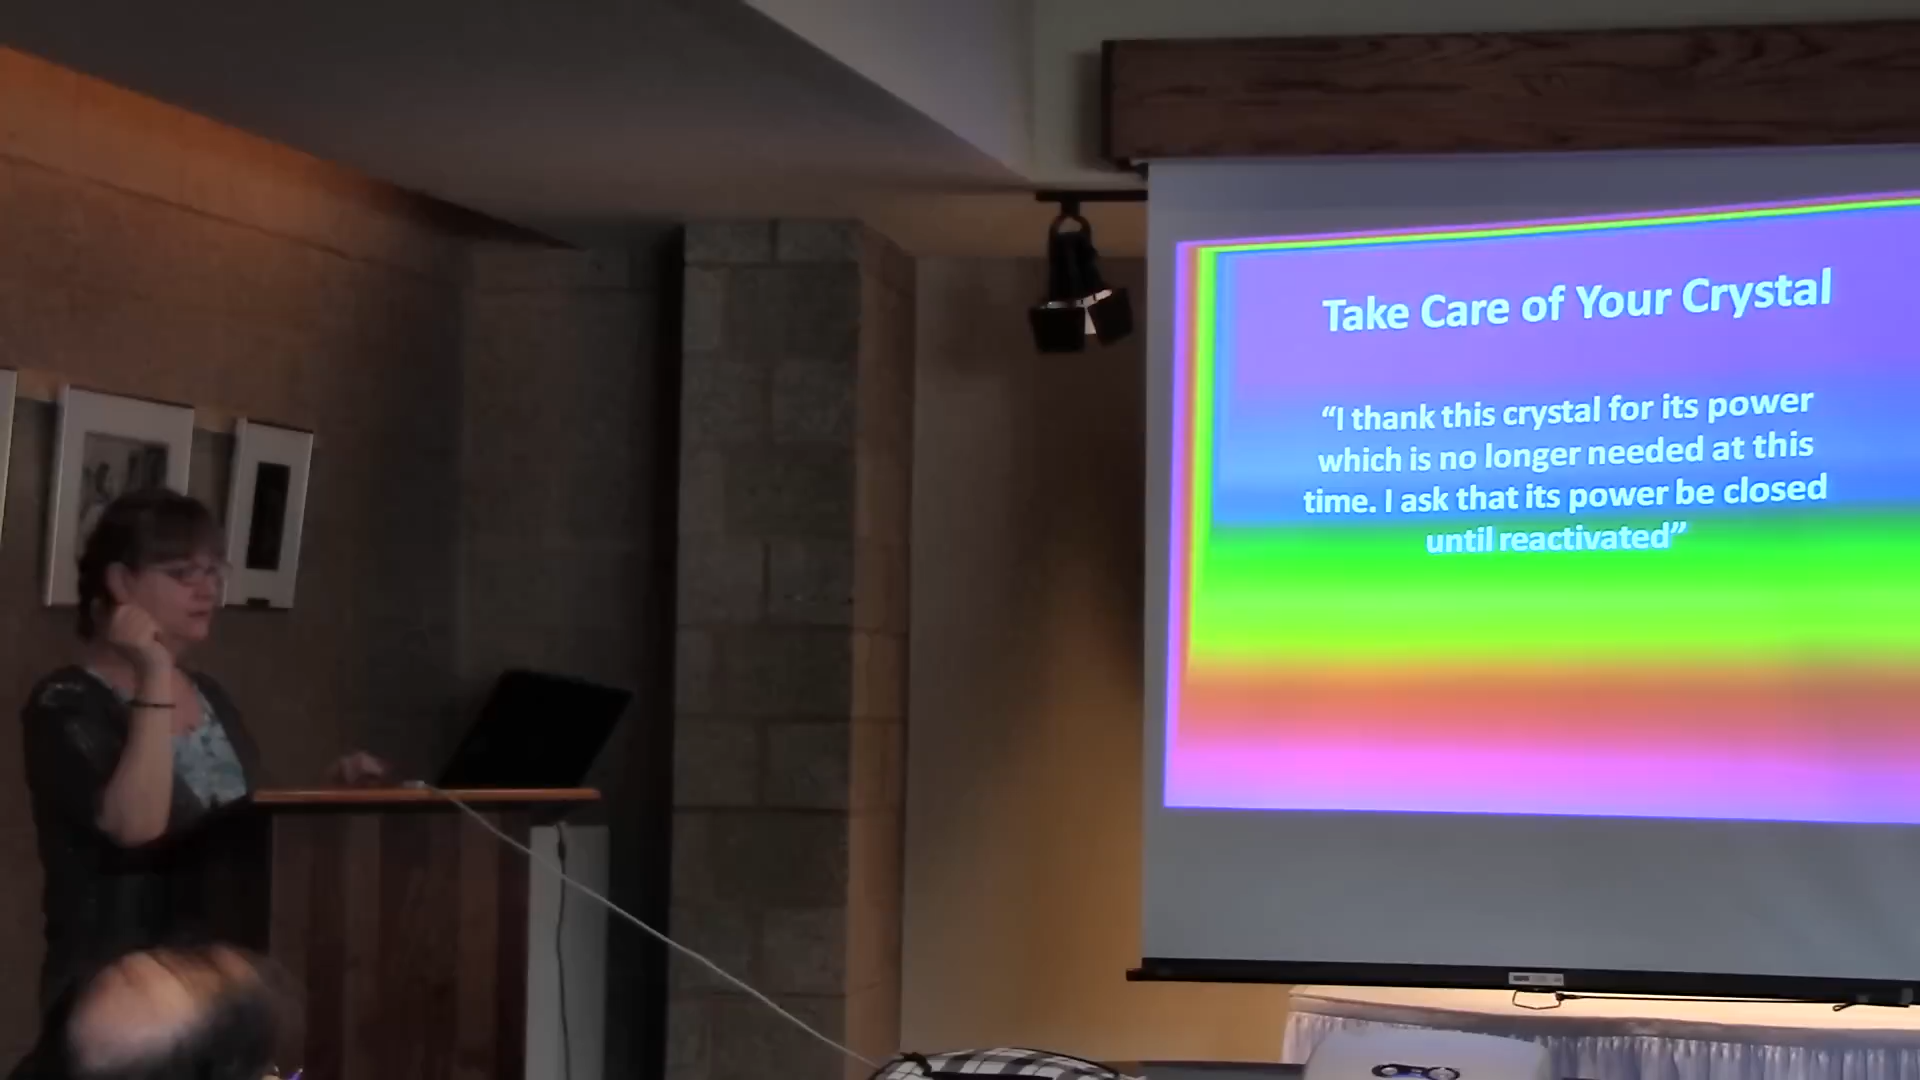 Take Care of Your Crystal
“I thank this crystal for its power
which is no longer needed at this
time. I ask that its power be closed
until reactivated”